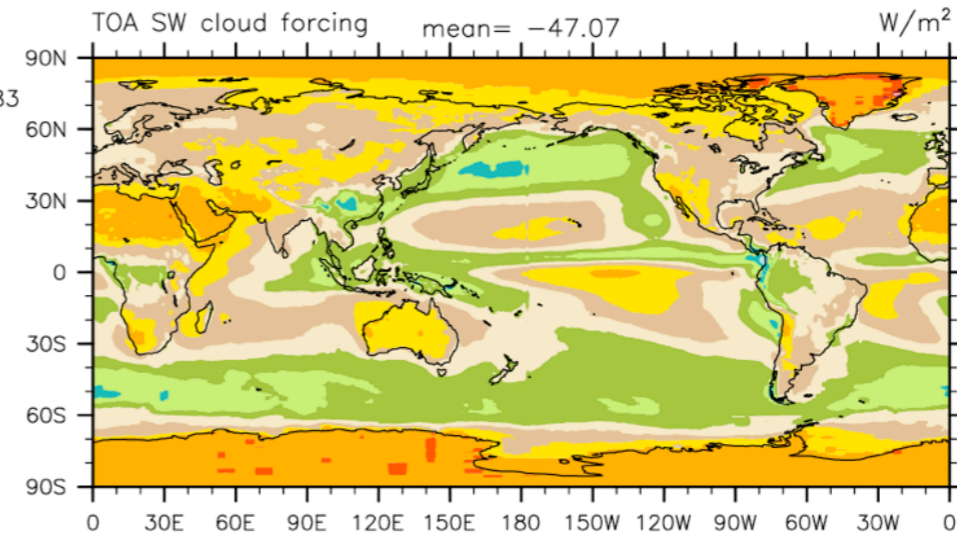 TOA SW cloud forcing mean= −47.07 W/m²
83
90N
60N
30N
0
30S
60S
90S
0 30E 60E 90E 120E 150E 180 150W 120W 90W 60W 30W 0